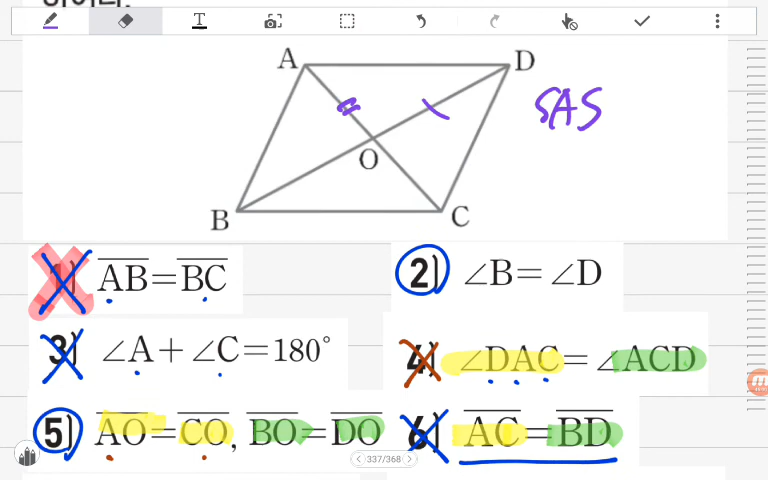 T
A
D
SAS
O
B
C
1) AB=BC
2) ∠B= ∠D
3) ∠A+ ∠C=180°
4) ∠DAC= ∠ACD
5) AO=CO, BO=DO
6) AC=BD
337/368